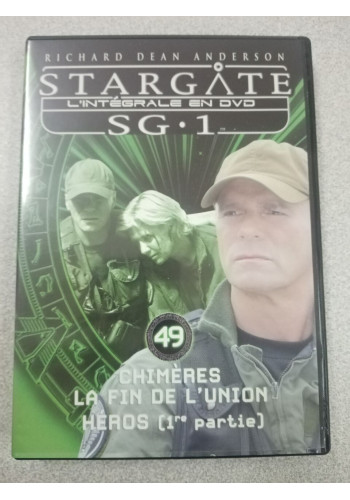 RICHARD DEAN ANDERSON
STARGATE
L'INTÉGRALE EN DVD
SG·1
49
CHIMÈRES
LA FIN DE L'UNION
HÉROS (1re partie)